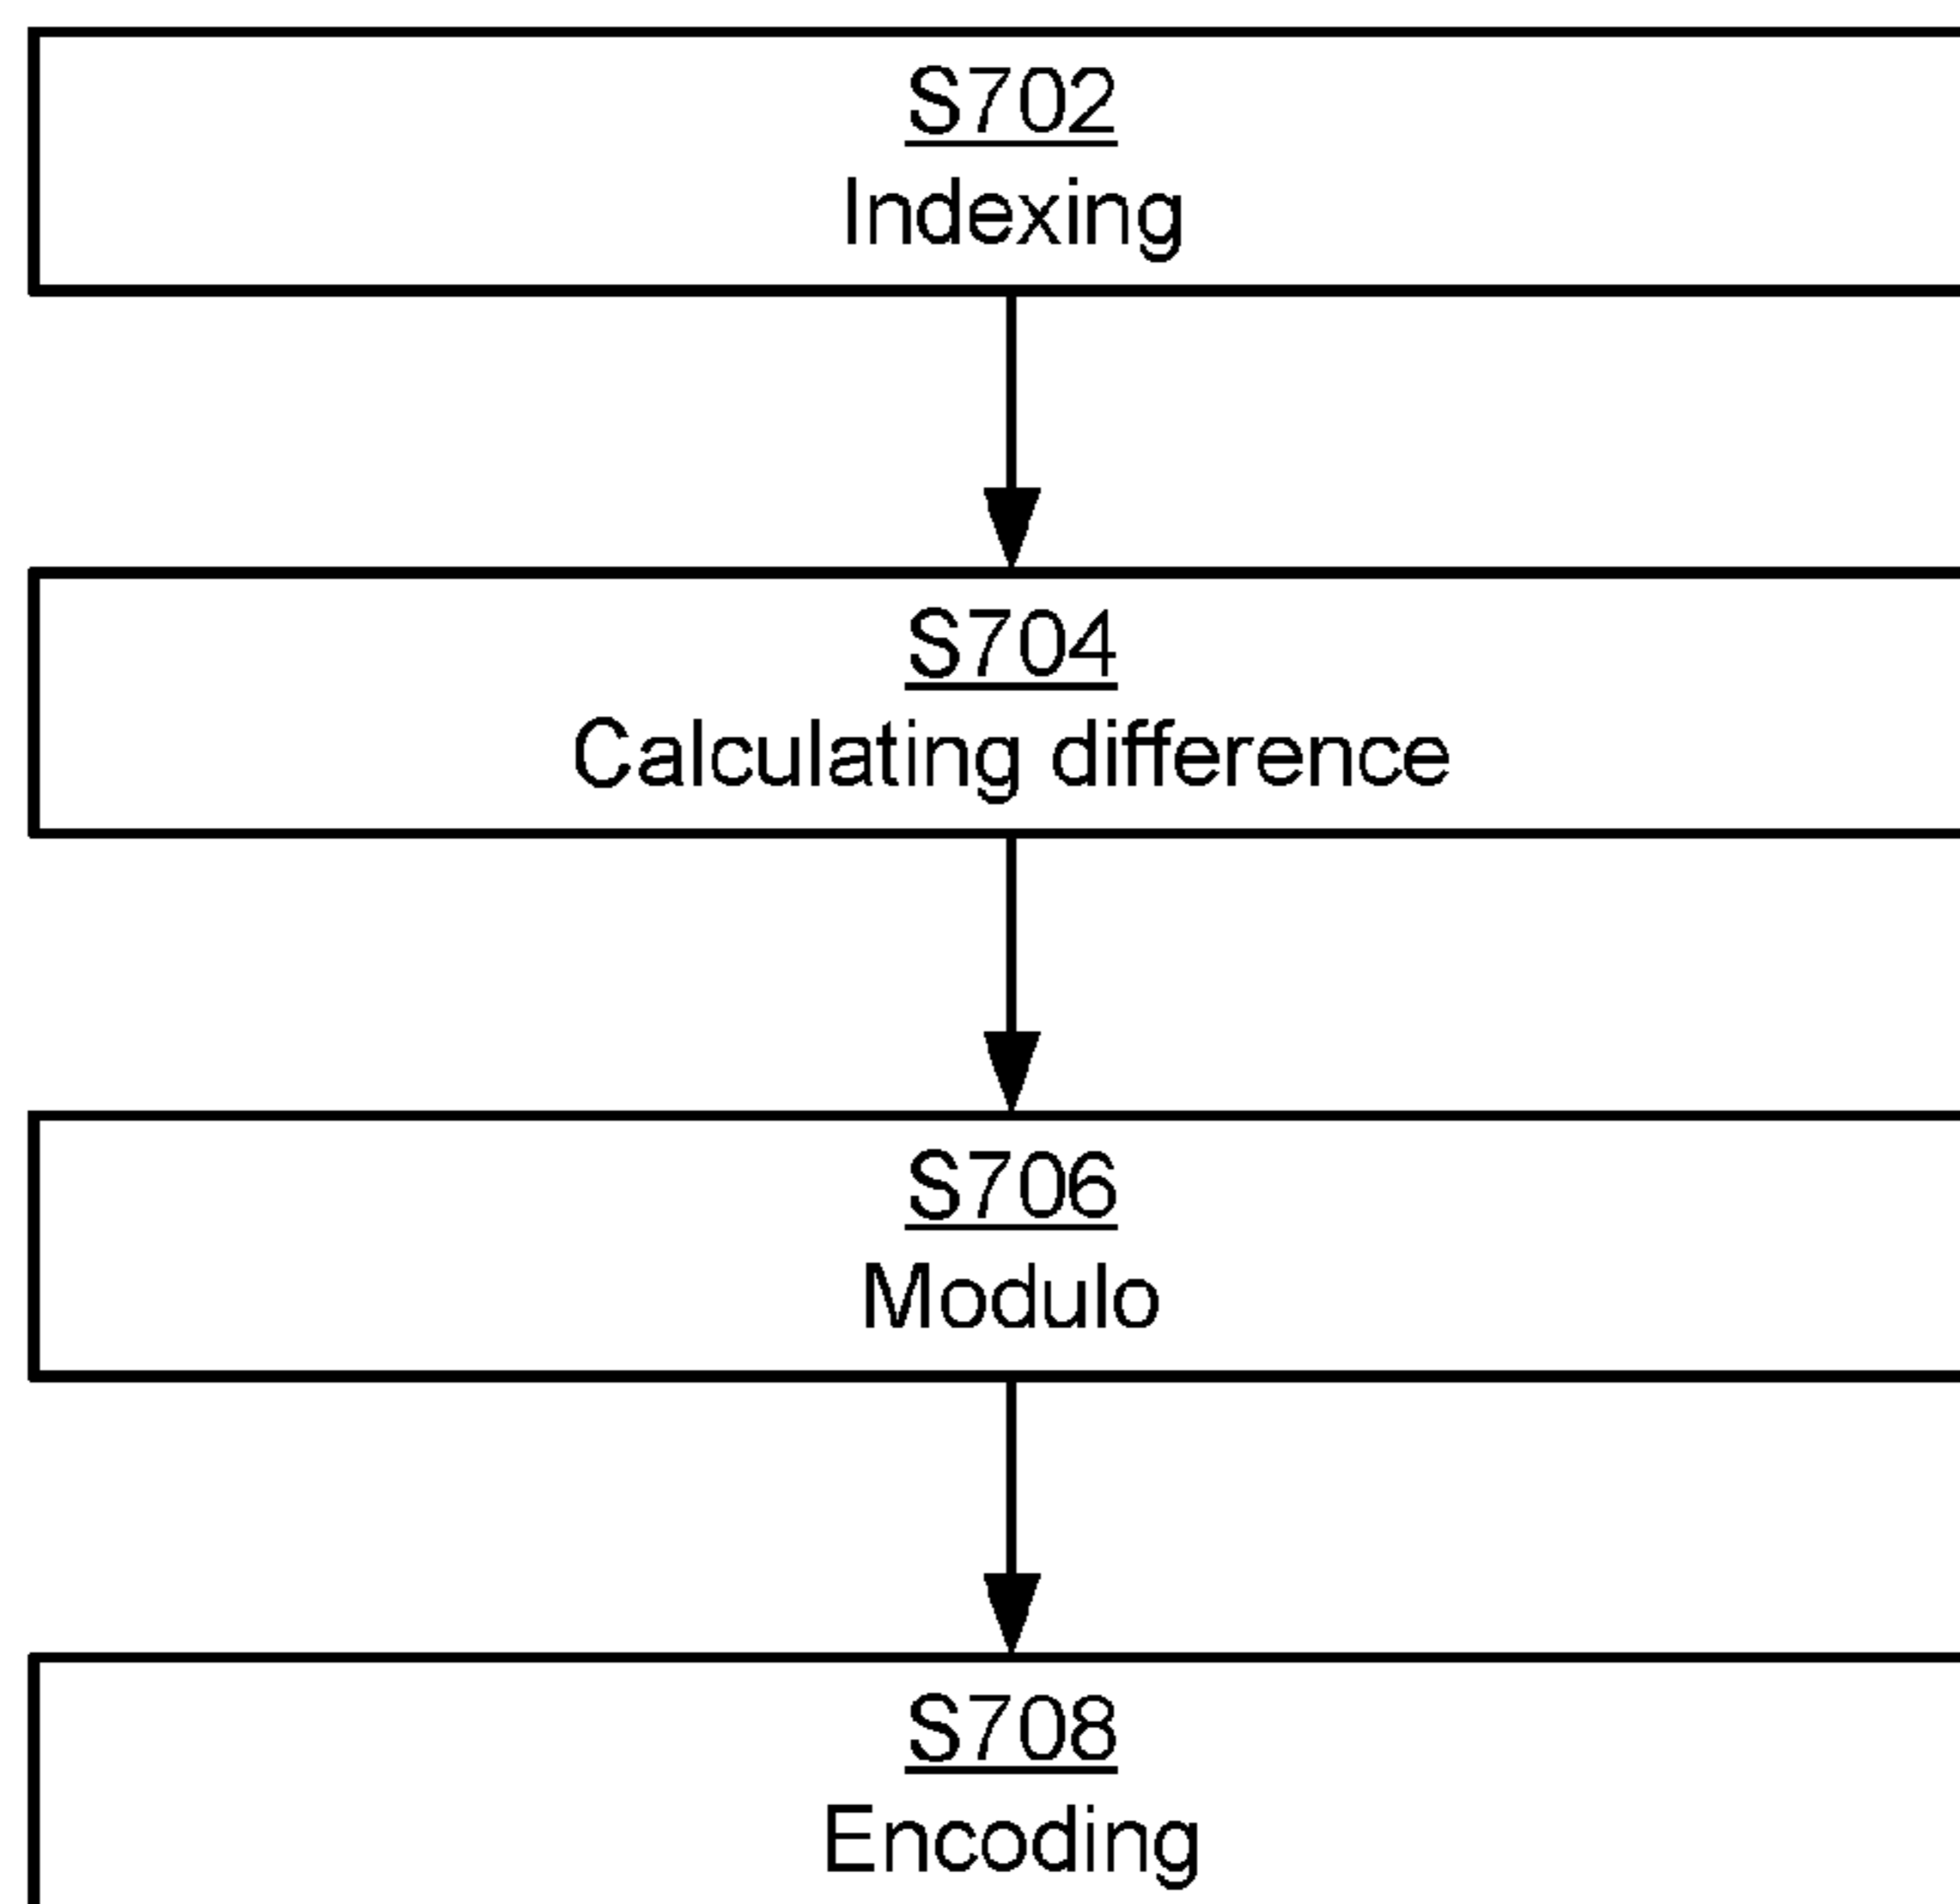 S702
Indexing
S704
Calculating difference
S706
Modulo
S708
Encoding